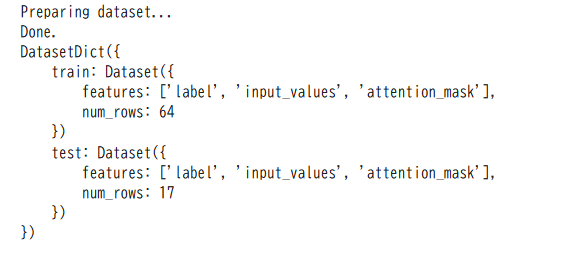 Preparing dataset...
Done.
DatasetDict({
    train: Dataset({
        features: ['label', 'input_values', 'attention_mask'],
        num_rows: 64
    })
    test: Dataset({
        features: ['label', 'input_values', 'attention_mask'],
        num_rows: 17
    })
})